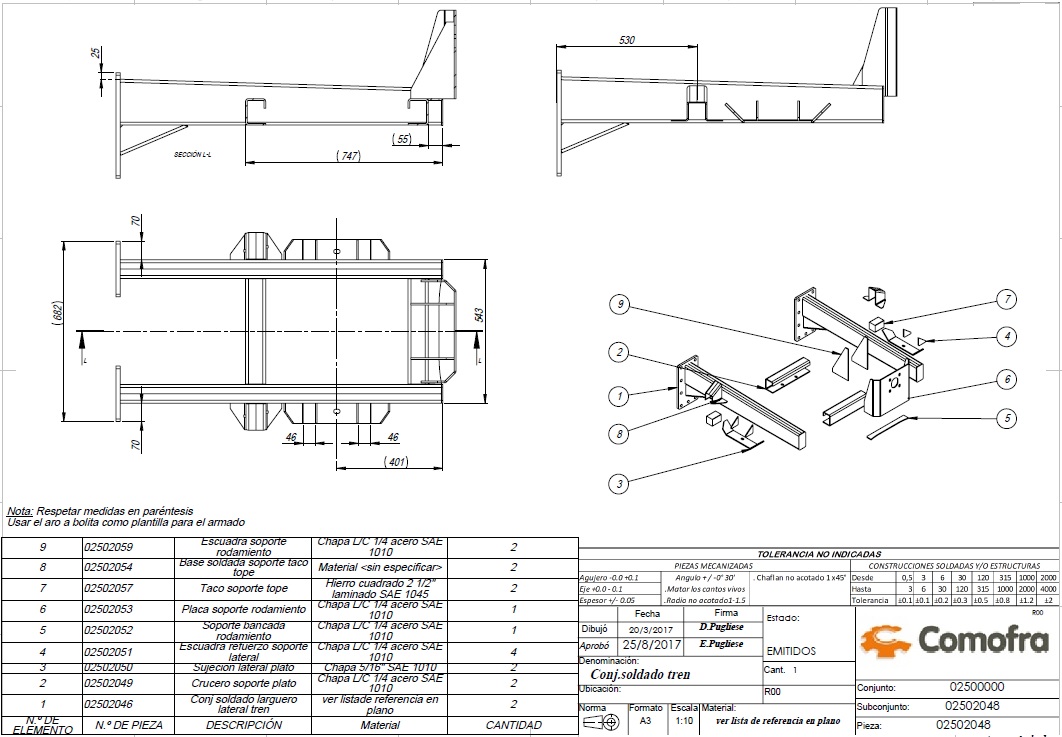 25
SECCIÓN L-L
(55)
(747)
530
70
(682)
L
L
543
70
46
46
(401)
9
2
1
8
3
7
4
6
5
Nota: Respetar medidas en paréntesis
Usar el aro a bolita como plantilla para el armado
9 02502059 Escuadra soporte rodamiento Chapa L/C 1/4 acero SAE 1010 2
8 02502054 Base soldada soporte taco tope Material <sin especificar> 2
7 02502057 Taco soporte tope Hierro cuadrado 2 1/2" laminado SAE 1045 2
6 02502053 Placa soporte rodamiento Chapa L/C 1/4 acero SAE 1010 1
5 02502052 Soporte bancada rodamiento Chapa L/C 1/4 acero SAE 1010 1
4 02502051 Escuadra refuerzo soporte lateral Chapa L/C 1/4 acero SAE 1010 4
3 02502050 Sujeción lateral plato Chapa 5/16" SAE 1010 2
2 02502049 Crucero soporte plato Chapa L/C 1/4 acero SAE 1010 2
1 02502046 Conj soldado larguero lateral tren ver listade referencia en plano 2
N.º DE ELEMENTO N.º DE PIEZA DESCRIPCIÓN Material CANTIDAD
TOLERANCIA NO INDICADAS
PIEZAS MECANIZADAS CONSTRUCCIONES SOLDADAS Y/O ESTRUCTURAS
Agujero -0.0 +0.1 Angulo + / -0° 30' . Chaflan no acotado 1 x45° Desde 0,5 3 6 30 120 315 1000 2000
Eje +0.0 - 0.1 .Matar los cantos vivos Hasta 3 6 30 120 315 1000 2000 4000
Espesor +/- 0.05 .Radio no acotado1-1.5 Tolerancia ±0.1 ±0.1 ±0.2 ±0.3 ±0.5 ±0.8 ±1.2 ±2
Fecha Firma Estado: R00
Dibujó 20/3/2017 D.Pugliese
Aprobó 25/8/2017 E.Pugliese EMITIDOS
Comofra
Denominación:
Conj.soldado tren
Cant. 1
Ubicación: R00
Conjunto: 02500000
Norma Formato Escala Material:
Subconjunto: 02502048
A3 1:10 ver lista de referencia en plano
Pieza: 02502048